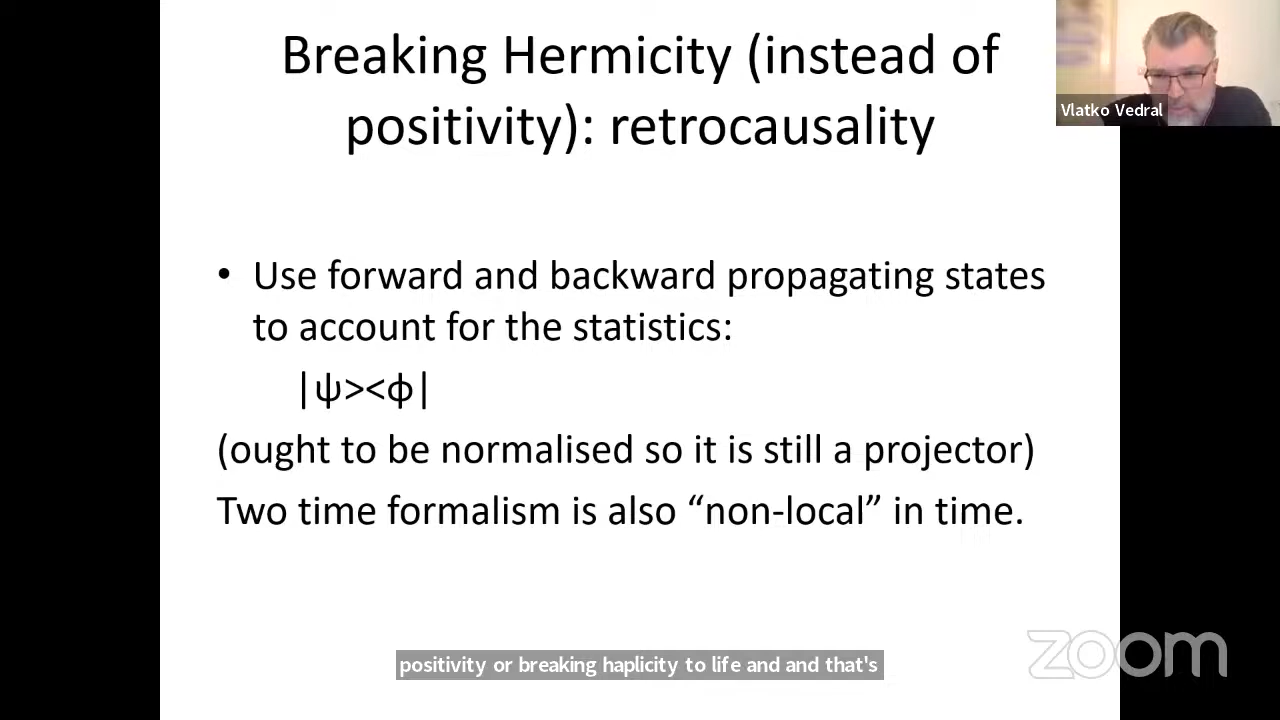 Breaking Hermicity (instead of
positivity): retrocausality
Vlatko Vedral
• Use forward and backward propagating states
to account for the statistics:
|ψ><ϕ|
(ought to be normalised so it is still a projector)
Two time formalism is also “non-local” in time.
positivity or breaking haplicity to life and and that's
zoom